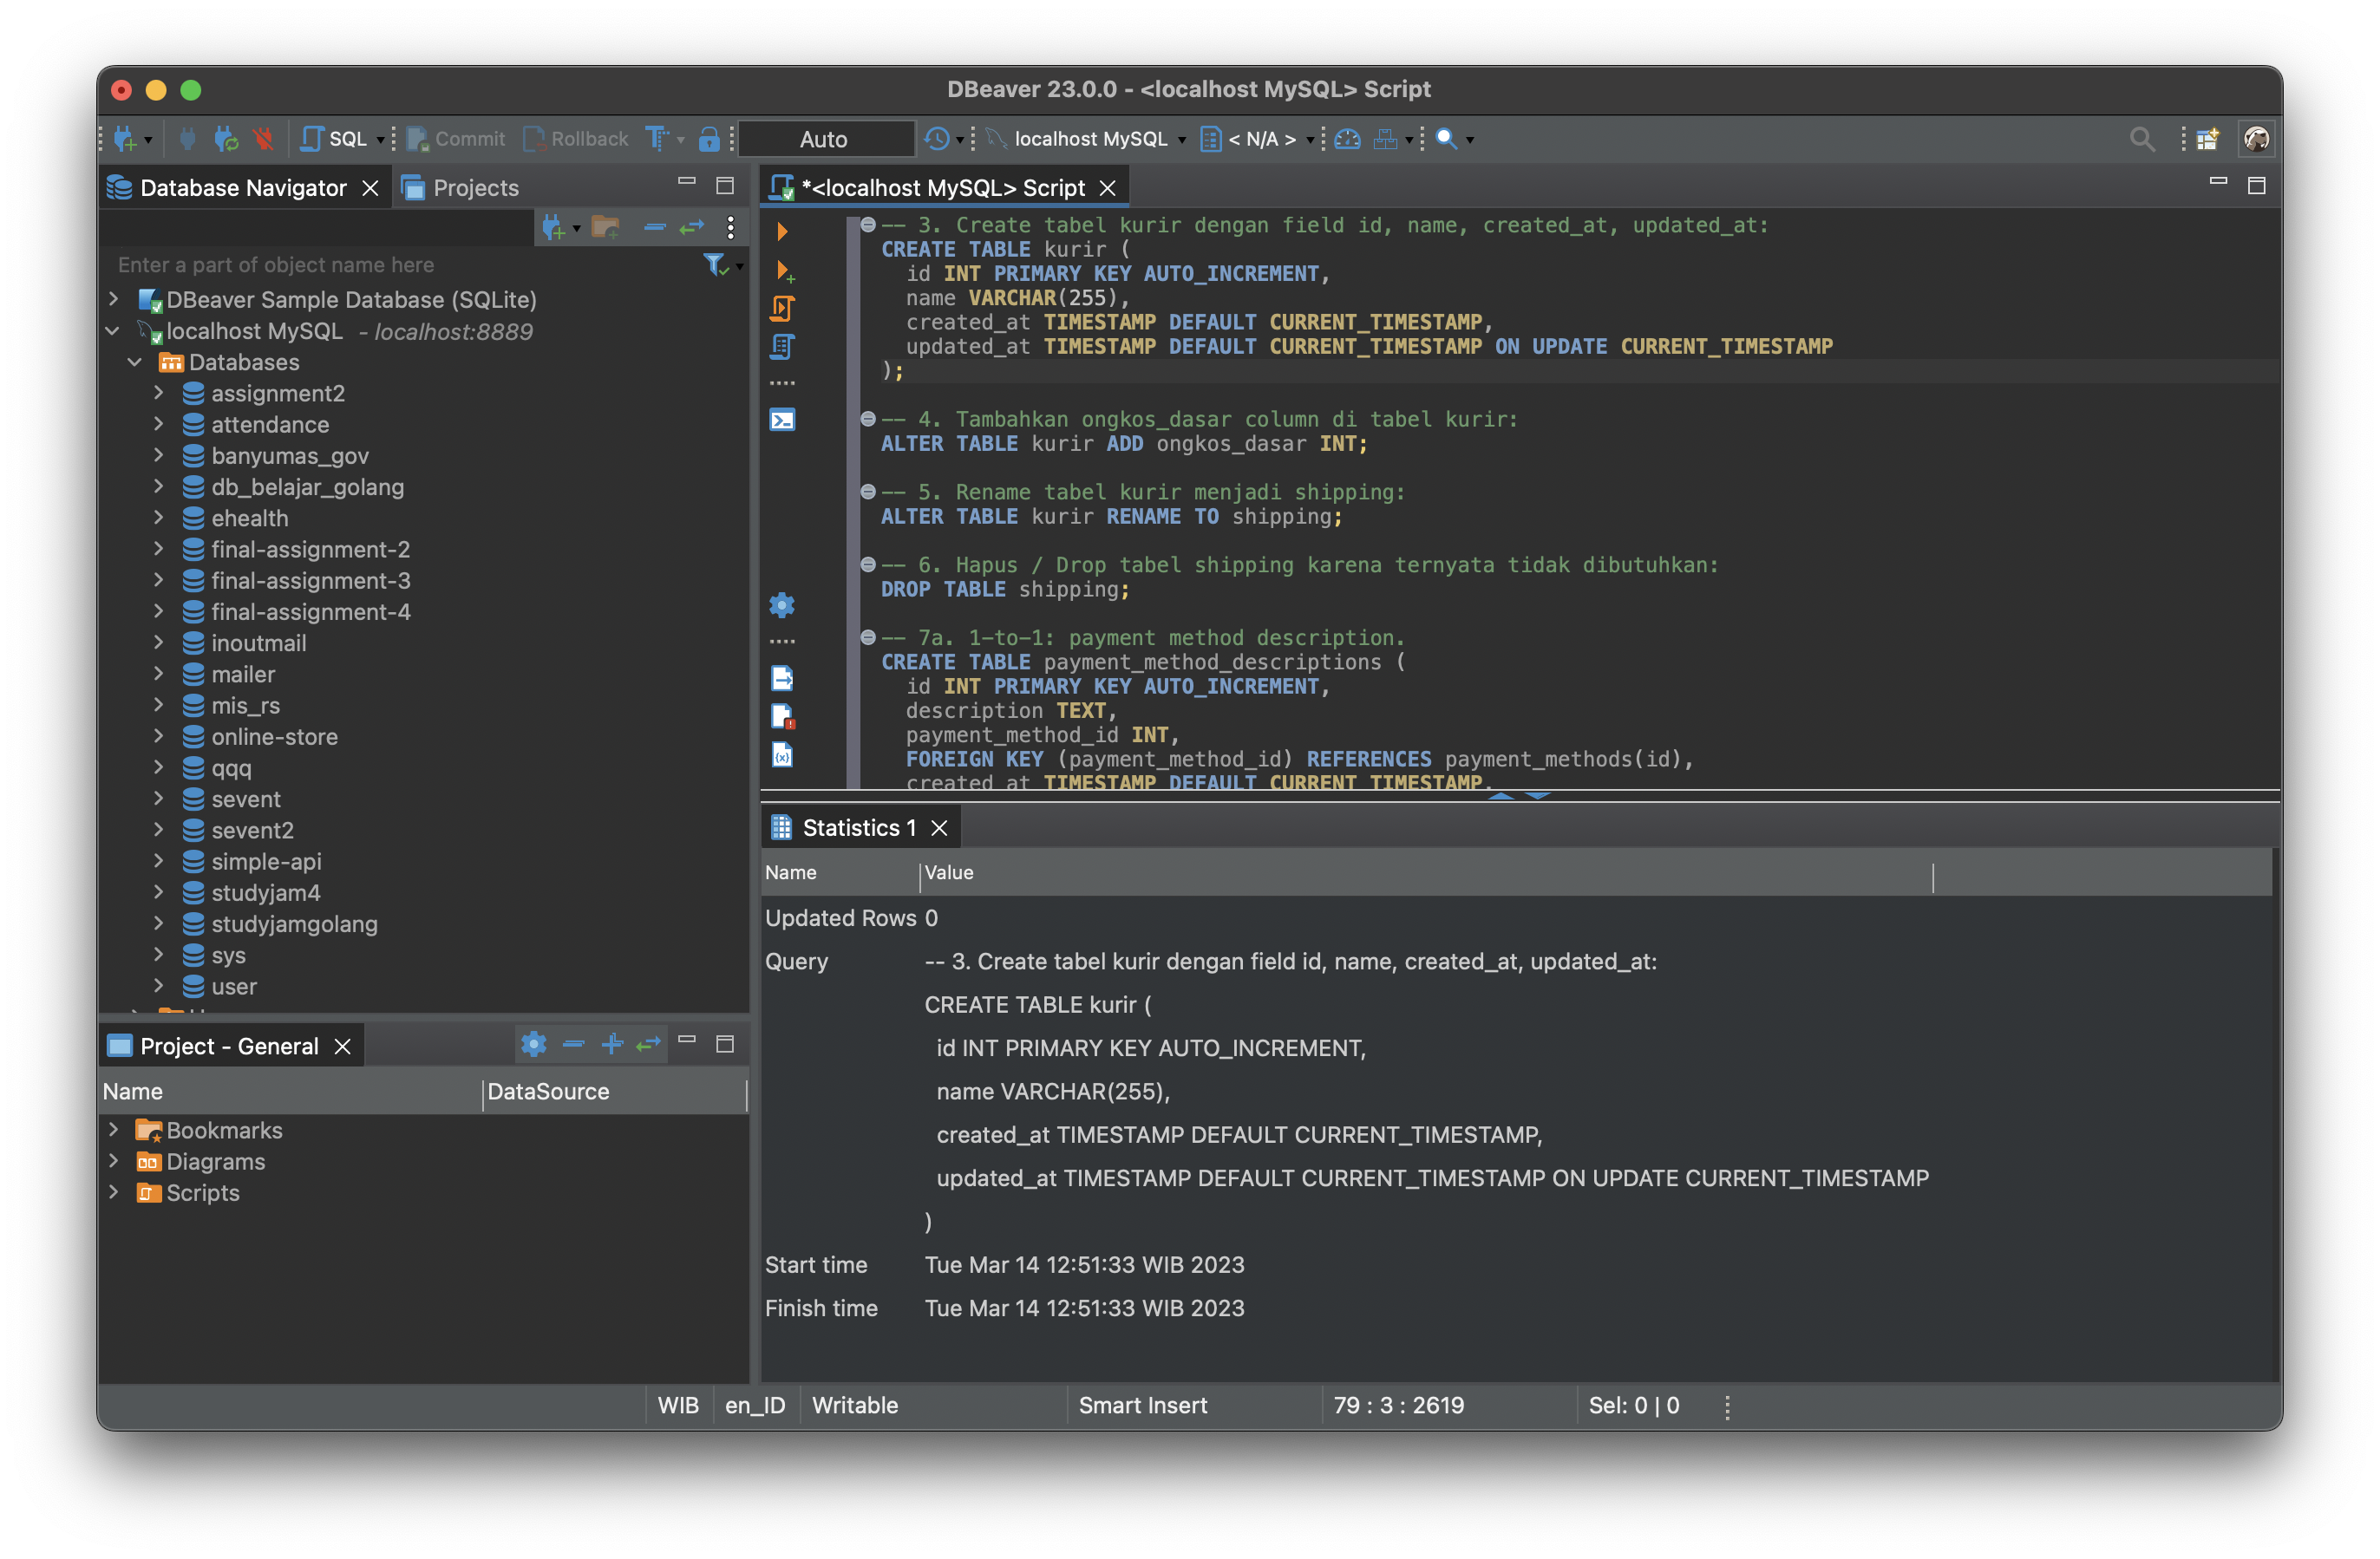 DBeaver 23.0.0 - <localhost MySQL> Script
SQL Commit Rollback Auto localhost MySQL < N/A >
Database Navigator Projects
Enter a part of object name here
DBeaver Sample Database (SQLite)
localhost MySQL - localhost:8889
Databases
assignment2
attendance
banyumas_gov
db_belajar_golang
ehealth
final-assignment-2
final-assignment-3
final-assignment-4
inoutmail
mailer
mis_rs
online-store
qqq
sevent
sevent2
simple-api
studyjam4
studyjamgolang
sys
user
Project - General
Name DataSource
Bookmarks
Diagrams
Scripts
*<localhost MySQL> Script
-- 3. Create tabel kurir dengan field id, name, created_at, updated_at:
CREATE TABLE kurir (
id INT PRIMARY KEY AUTO_INCREMENT,
name VARCHAR(255),
created_at TIMESTAMP DEFAULT CURRENT_TIMESTAMP,
updated_at TIMESTAMP DEFAULT CURRENT_TIMESTAMP ON UPDATE CURRENT_TIMESTAMP
);
-- 4. Tambahkan ongkos_dasar column di tabel kurir:
ALTER TABLE kurir ADD ongkos_dasar INT;
-- 5. Rename tabel kurir menjadi shipping:
ALTER TABLE kurir RENAME TO shipping;
-- 6. Hapus / Drop tabel shipping karena ternyata tidak dibutuhkan:
DROP TABLE shipping;
-- 7a. 1-to-1: payment method description.
CREATE TABLE payment_method_descriptions (
id INT PRIMARY KEY AUTO_INCREMENT,
description TEXT,
payment_method_id INT,
FOREIGN KEY (payment_method_id) REFERENCES payment_methods(id),
created_at TIMESTAMP DEFAULT CURRENT_TIMESTAMP,
Statistics 1
Name Value
Updated Rows 0
Query -- 3. Create tabel kurir dengan field id, name, created_at, updated_at:
CREATE TABLE kurir (
id INT PRIMARY KEY AUTO_INCREMENT,
name VARCHAR(255),
created_at TIMESTAMP DEFAULT CURRENT_TIMESTAMP,
updated_at TIMESTAMP DEFAULT CURRENT_TIMESTAMP ON UPDATE CURRENT_TIMESTAMP
)
Start time Tue Mar 14 12:51:33 WIB 2023
Finish time Tue Mar 14 12:51:33 WIB 2023
WIB en_ID Writable Smart Insert 79 : 3 : 2619 Sel: 0 | 0